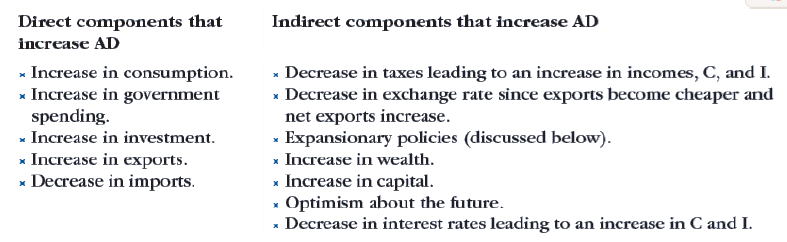 Direct components that
increase AD
× Increase in consumption.
× Increase in government
spending.
× Increase in investment.
× Increase in exports.
× Decrease in imports.
Indirect components that increase AD
× Decrease in taxes leading to an increase in incomes, C, and I.
× Decrease in exchange rate since exports become cheaper and
net exports increase.
× Expansionary policies (discussed below).
× Increase in wealth.
× Increase in capital.
× Optimism about the future.
× Decrease in interest rates leading to an increase in C and I.